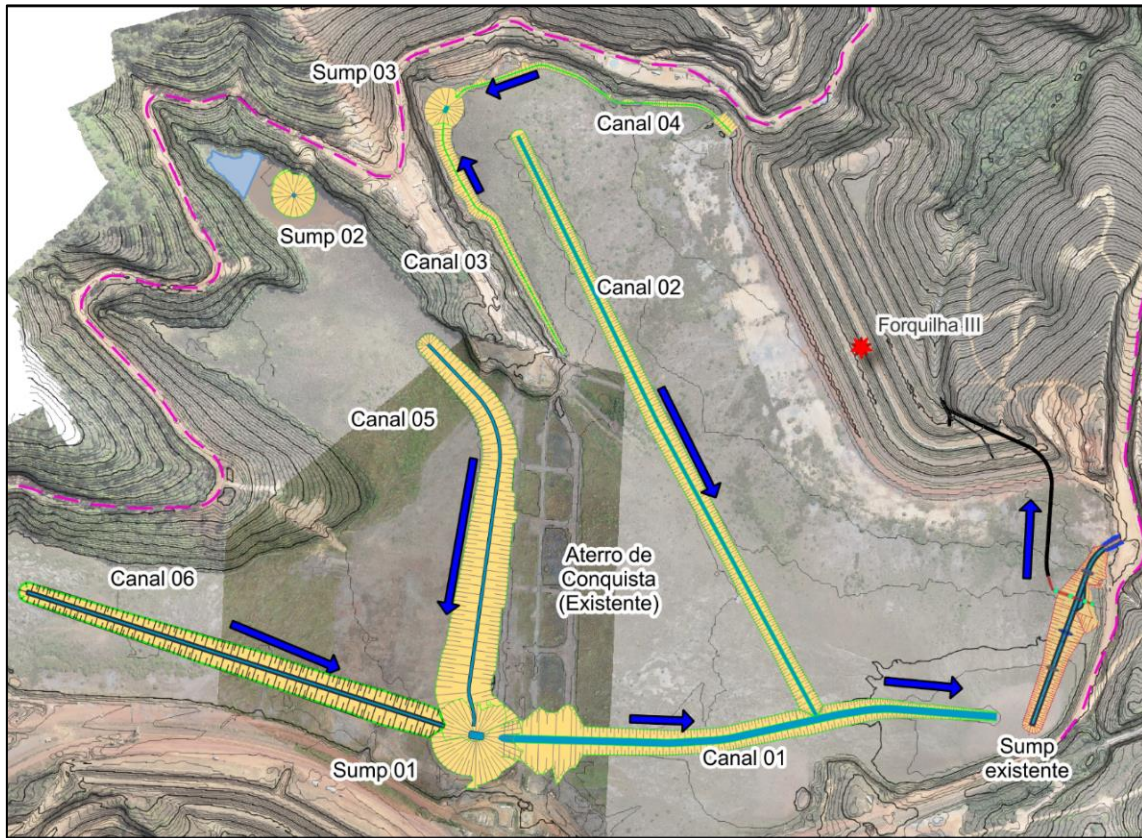 Sump 03
Canal 04
Sump 02
Canal 03
Canal 02
Forquilha III
Canal 05
Aterro de
Conquista
(Existente)
Canal 06
Sump 01
Canal 01
Sump
existente